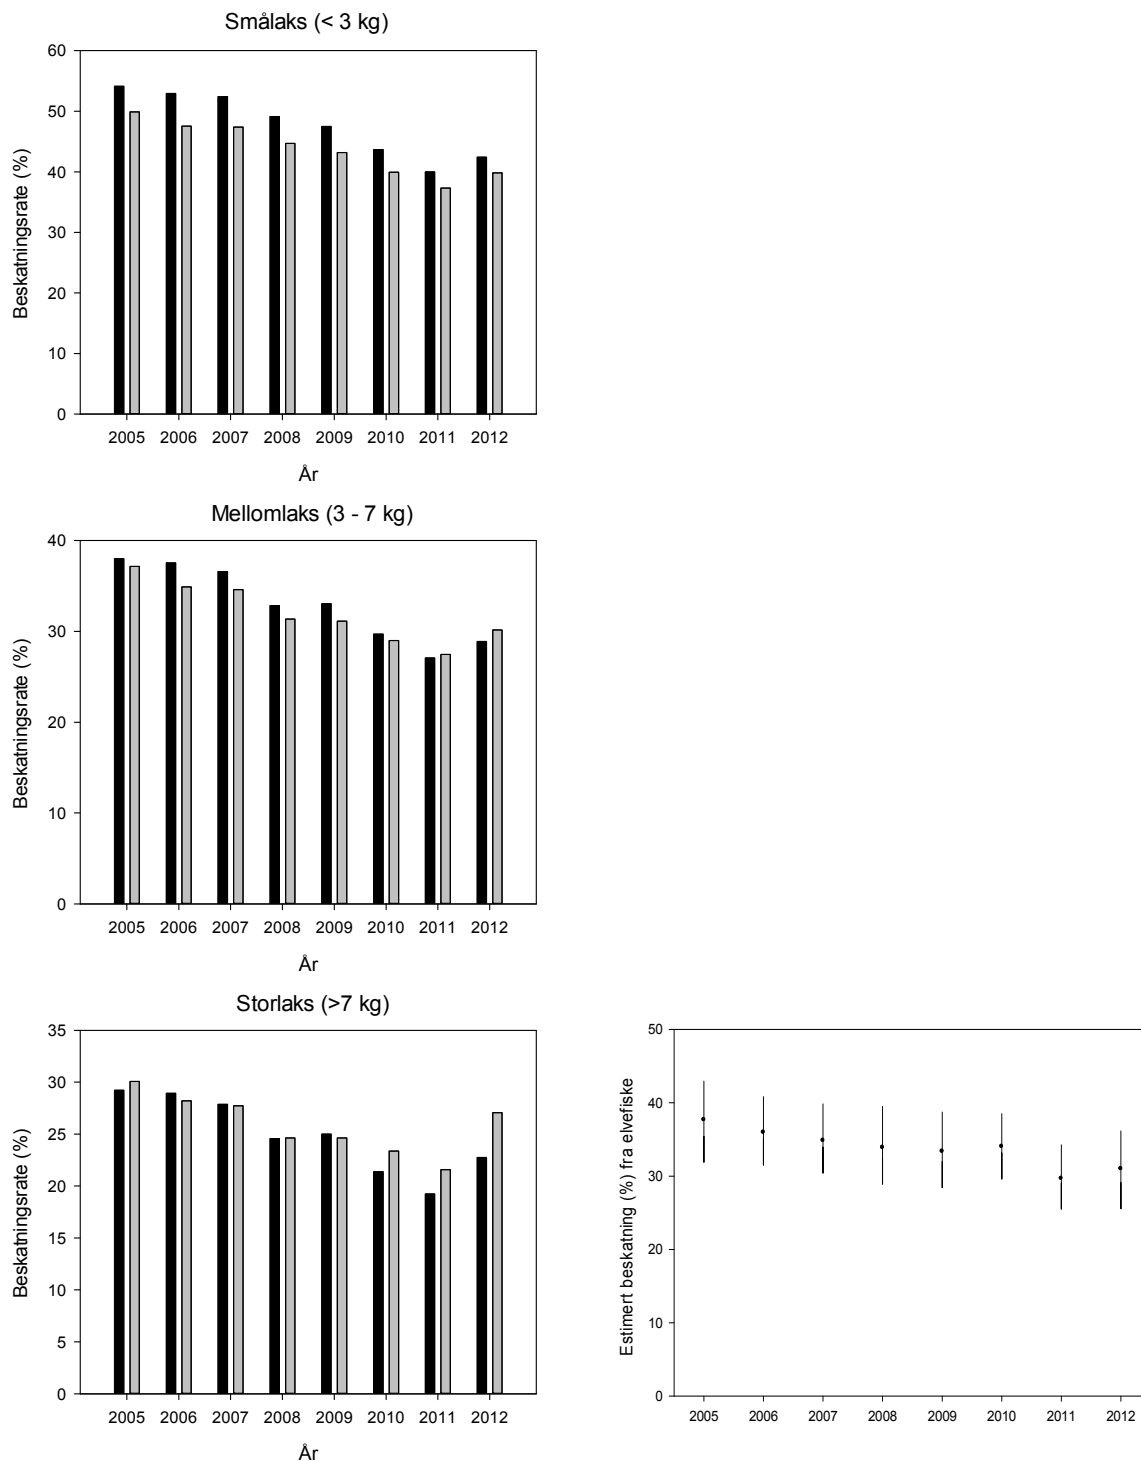 Smålaks (< 3 kg)
60
50
40
30
20
10
0
Beskatningsrate (%)
2005 2006 2007 2008 2009 2010 2011 2012
År
Mellomlaks (3 - 7 kg)
40
30
20
10
0
Beskatningsrate (%)
2005 2006 2007 2008 2009 2010 2011 2012
År
Storlaks (>7 kg)
35
30
25
20
15
10
5
0
Beskatningsrate (%)
2005 2006 2007 2008 2009 2010 2011 2012
År
50
40
30
20
10
0
Estimert beskatning (%) fra elvefiske
2005 2006 2007 2008 2009 2010 2011 2012